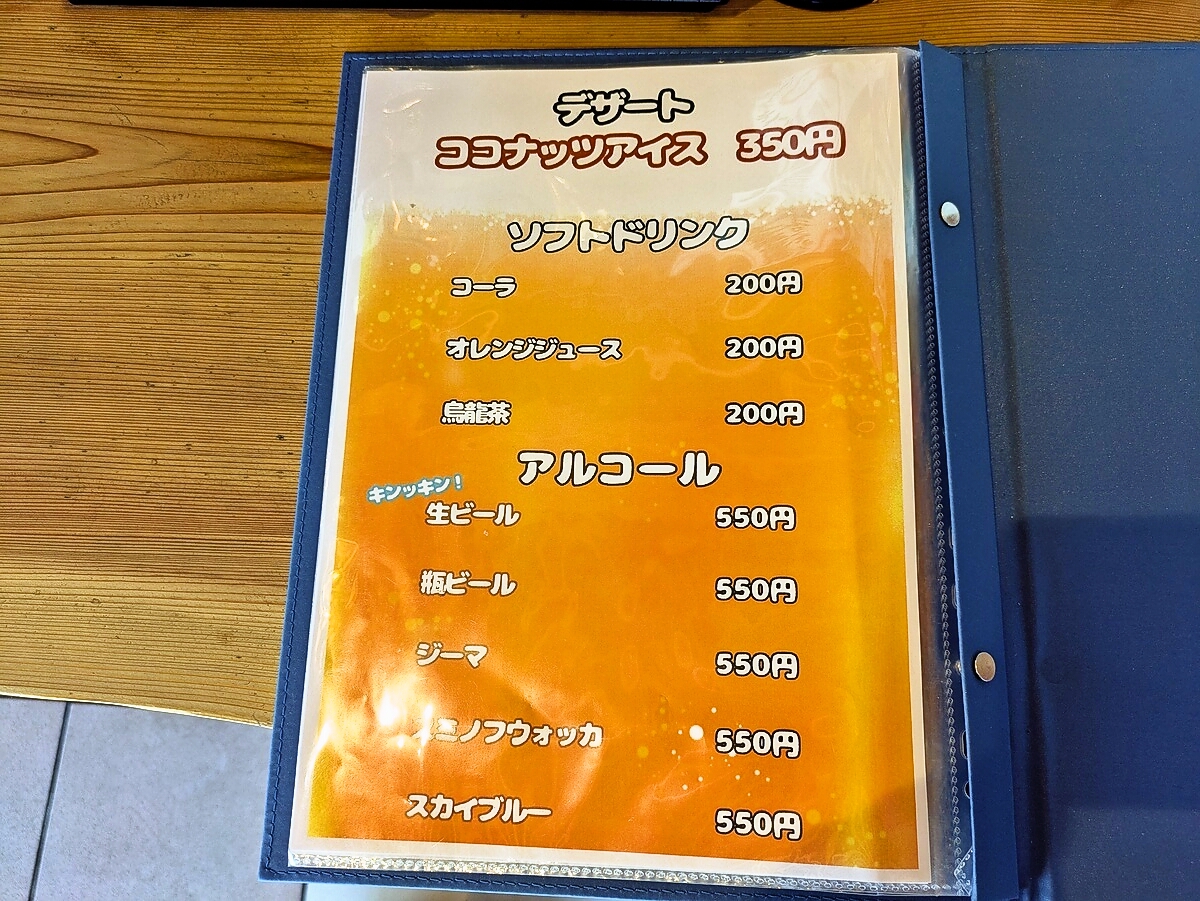 デザート
ココナッツアイス 350円
ソフトドリンク
コーラ 200円
オレンジジュース 200円
烏龍茶 200円
アルコール
キンッキン!
生ビール 550円
瓶ビール 550円
ジーマ 550円
スミノフウォッカ 550円
スカイブルー 550円